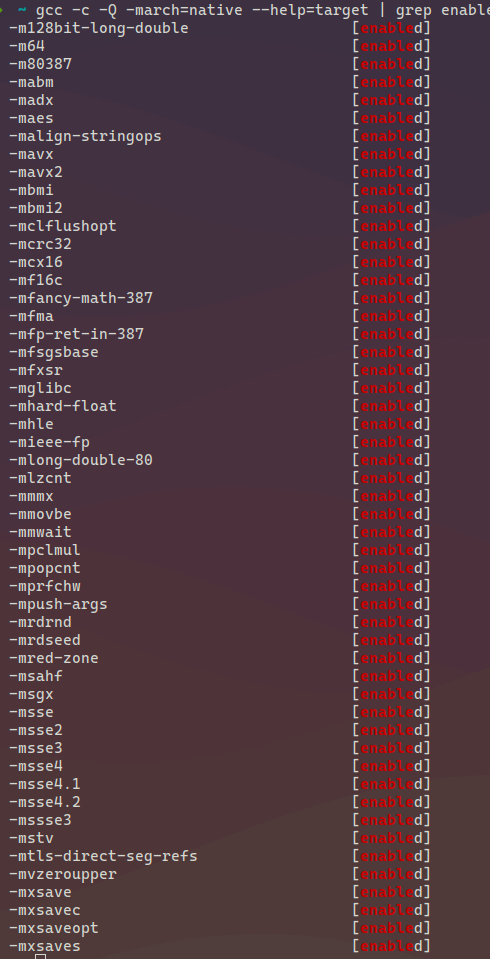 ~ gcc -c -Q -march=native --help=target | grep enable
-m128bit-long-double [enabled]
-m64 [enabled]
-m80387 [enabled]
-mabm [enabled]
-madx [enabled]
-maes [enabled]
-malign-stringops [enabled]
-mavx [enabled]
-mavx2 [enabled]
-mbmi [enabled]
-mbmi2 [enabled]
-mclflushopt [enabled]
-mcrc32 [enabled]
-mcx16 [enabled]
-mf16c [enabled]
-mfancy-math-387 [enabled]
-mfma [enabled]
-mfp-ret-in-387 [enabled]
-mfsgsbase [enabled]
-mfxsr [enabled]
-mglibc [enabled]
-mhard-float [enabled]
-mhle [enabled]
-mieee-fp [enabled]
-mlong-double-80 [enabled]
-mlzcnt [enabled]
-mmmx [enabled]
-mmovbe [enabled]
-mmwait [enabled]
-mpclmul [enabled]
-mpopcnt [enabled]
-mprfchw [enabled]
-mpush-args [enabled]
-mrdrnd [enabled]
-mrdseed [enabled]
-mred-zone [enabled]
-msahf [enabled]
-msgx [enabled]
-msse [enabled]
-msse2 [enabled]
-msse3 [enabled]
-msse4 [enabled]
-msse4.1 [enabled]
-msse4.2 [enabled]
-mssse3 [enabled]
-mstv [enabled]
-mtls-direct-seg-refs [enabled]
-mvzeroupper [enabled]
-mxsave [enabled]
-mxsavec [enabled]
-mxsaveopt [enabled]
-mxsaves [enabled]